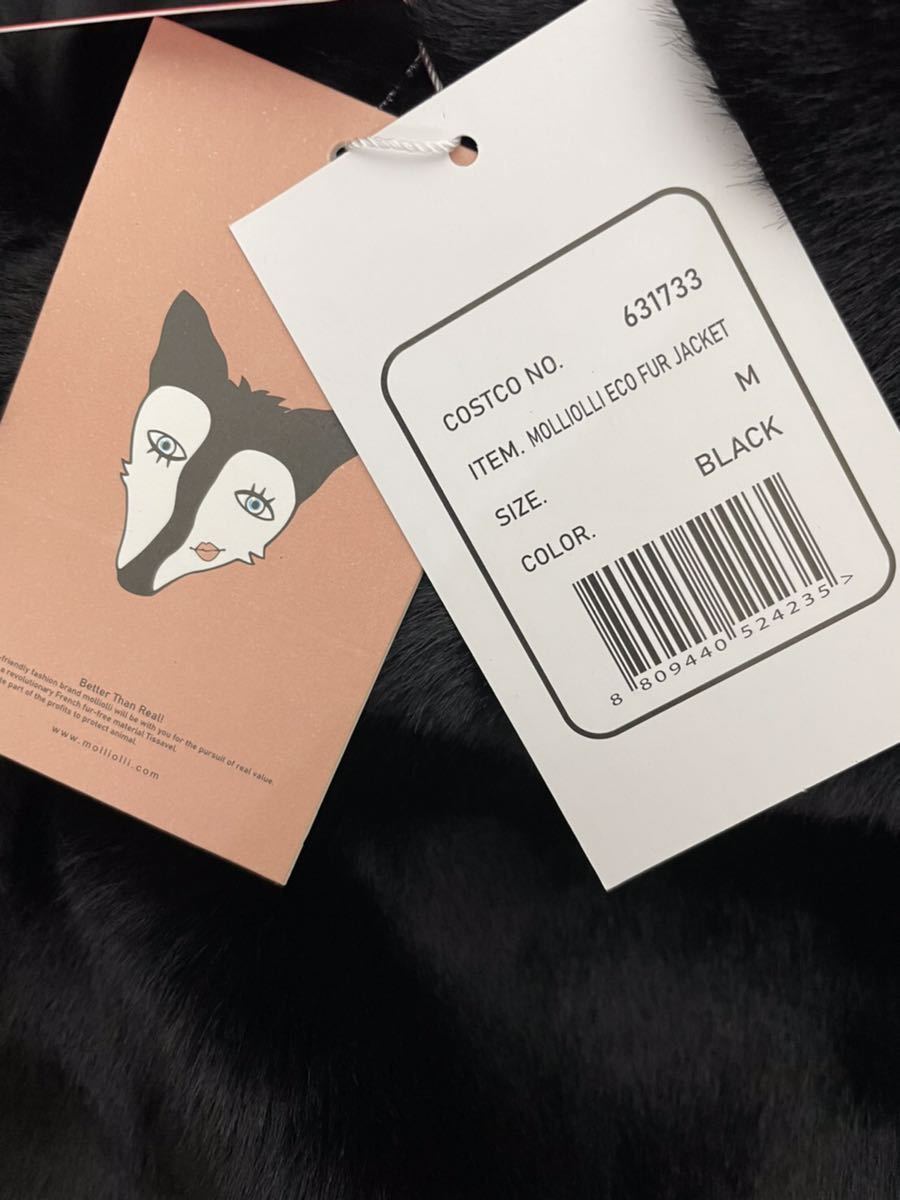 Better Than Real!
-friendly fashion brand molliolli will be with you for the pursuit of real value.
a revolutionary French fur-free material Tissavel.
te part of the profits to protect animal.
www.molliolli.com
COSTCO NO. 631733
ITEM. MOLLIOLLI ECO FUR JACKET
SIZE. M
COLOR. BLACK
8 809440 524235 >